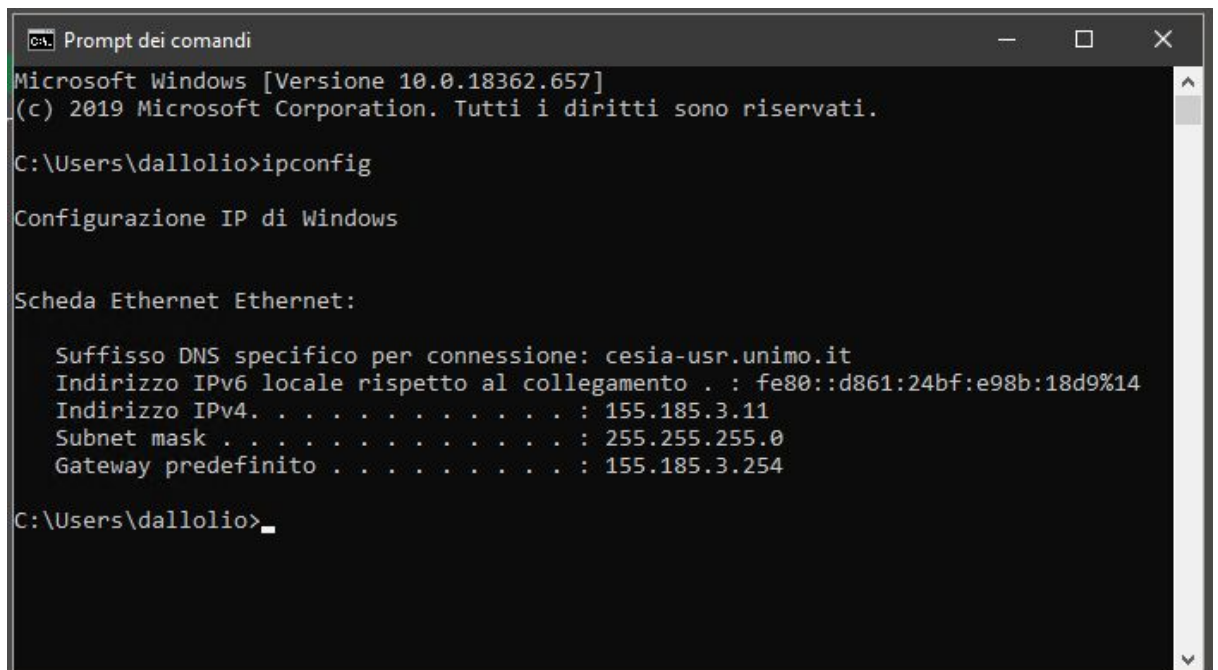 Prompt dei comandi
Microsoft Windows [Versione 10.0.18362.657]
(c) 2019 Microsoft Corporation. Tutti i diritti sono riservati.
C:\Users\dallolio>ipconfig
Configurazione IP di Windows
Scheda Ethernet Ethernet:
Suffisso DNS specifico per connessione: cesia-usr.unimo.it
Indirizzo IPv6 locale rispetto al collegamento . : fe80::d861:24bf:e98b:18d9%14
Indirizzo IPv4. . . . . . . . . . . . : 155.185.3.11
Subnet mask . . . . . . . . . . . . . : 255.255.255.0
Gateway predefinito . . . . . . . . . : 155.185.3.254
C:\Users\dallolio>